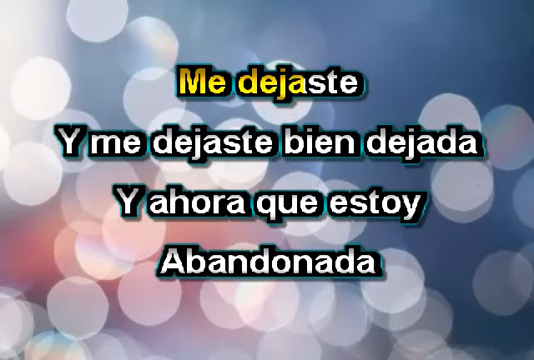 Me dejaste
Y me dejaste bien dejada
Y ahora que estoy
Abandonada